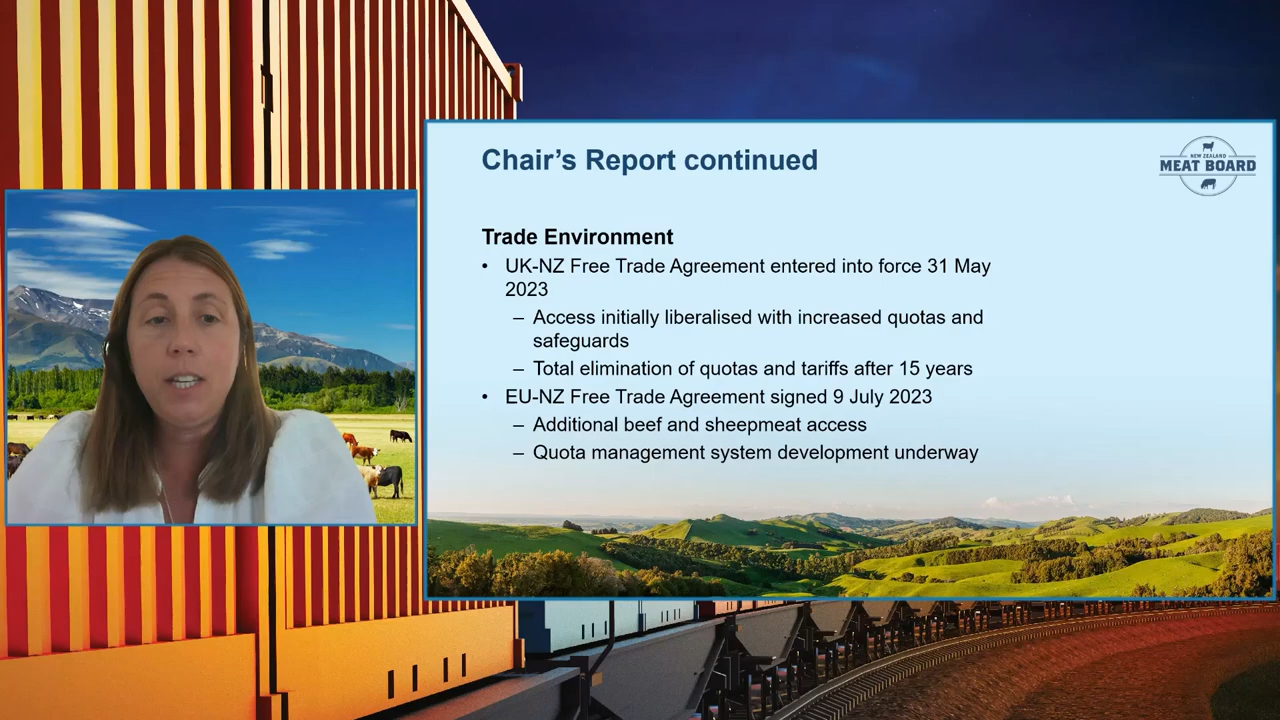 Chair's Report continued
NEW ZEALAND
MEAT BOARD
Trade Environment
• UK-NZ Free Trade Agreement entered into force 31 May
2023
– Access initially liberalised with increased quotas and
safeguards
– Total elimination of quotas and tariffs after 15 years
• EU-NZ Free Trade Agreement signed 9 July 2023
– Additional beef and sheepmeat access
– Quota management system development underway